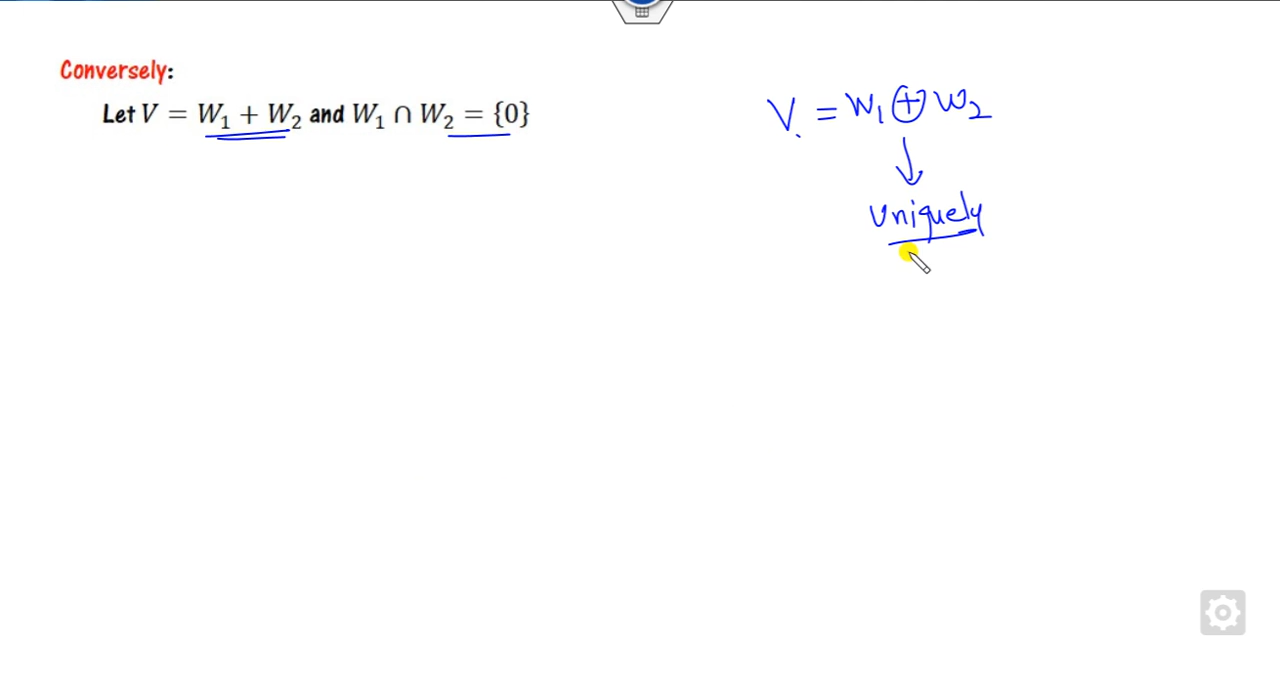 Conversely:
Let V = W₁ + W₂ and W₁ ∩ W₂ = {0}
V = W₁ ⊕ W₂
↓
Uniquely